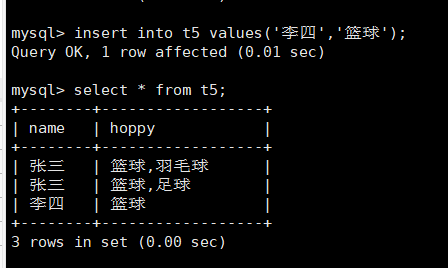 mysql> insert into t5 values('李四','篮球');
Query OK, 1 row affected (0.01 sec)
mysql> select * from t5;
+--------+------------------+
| name   | hoppy            |
+--------+------------------+
| 张三   | 篮球,羽毛球      |
| 张三   | 篮球,足球        |
| 李四   | 篮球             |
+--------+------------------+
3 rows in set (0.00 sec)